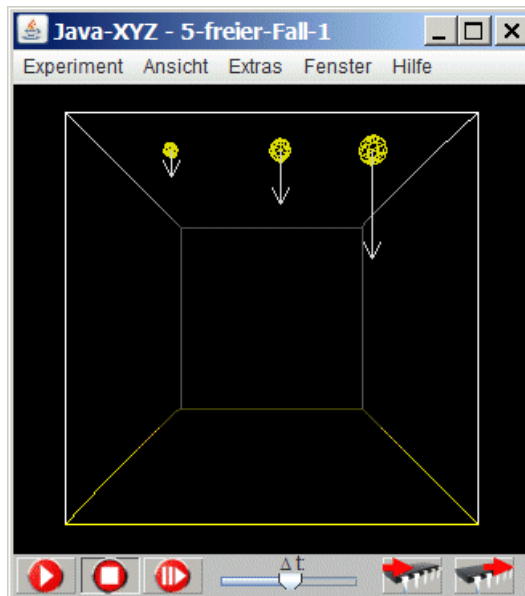 Java-XYZ - 5-freier-Fall-1
Experiment Ansicht Extras Fenster Hilfe
Δt